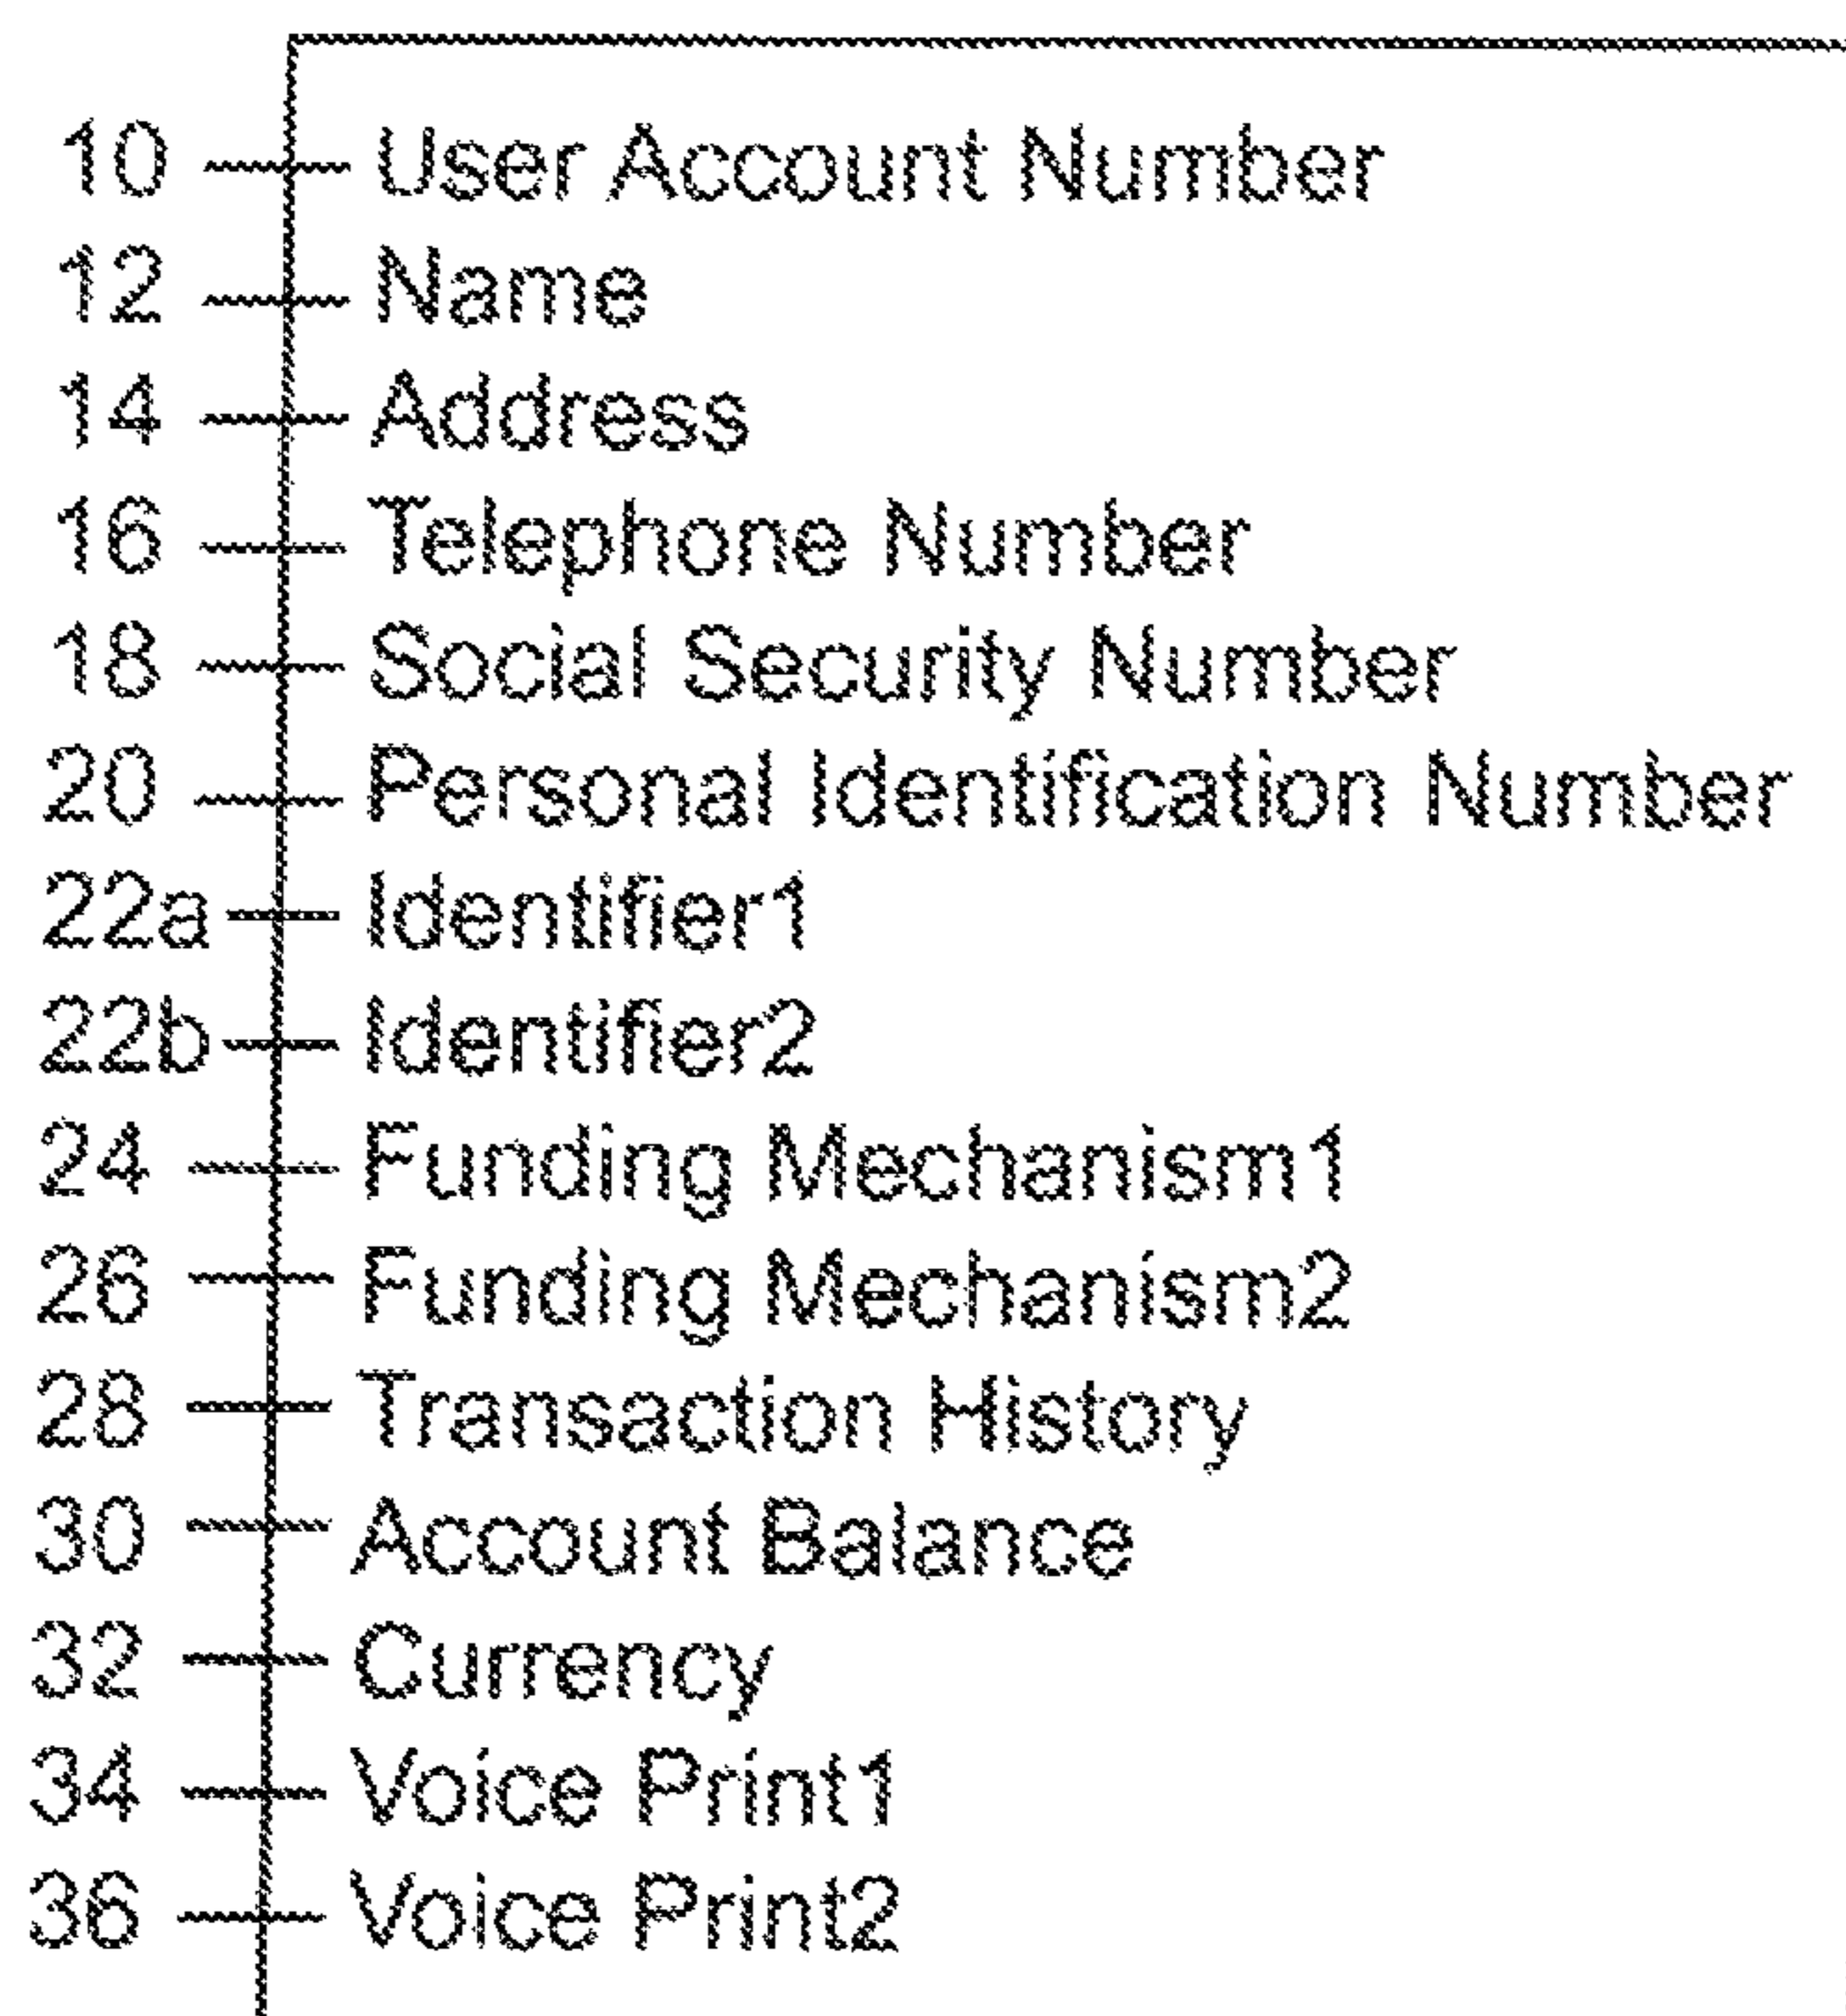 10 User Account Number
12 Name
14 Address
16 Telephone Number
18 Social Security Number
20 Personal Identification Number
22a Identifier1
22b Identifier2
24 Funding Mechanism1
26 Funding Mechanism2
28 Transaction History
30 Account Balance
32 Currency
34 Voice Print1
36 Voice Print2